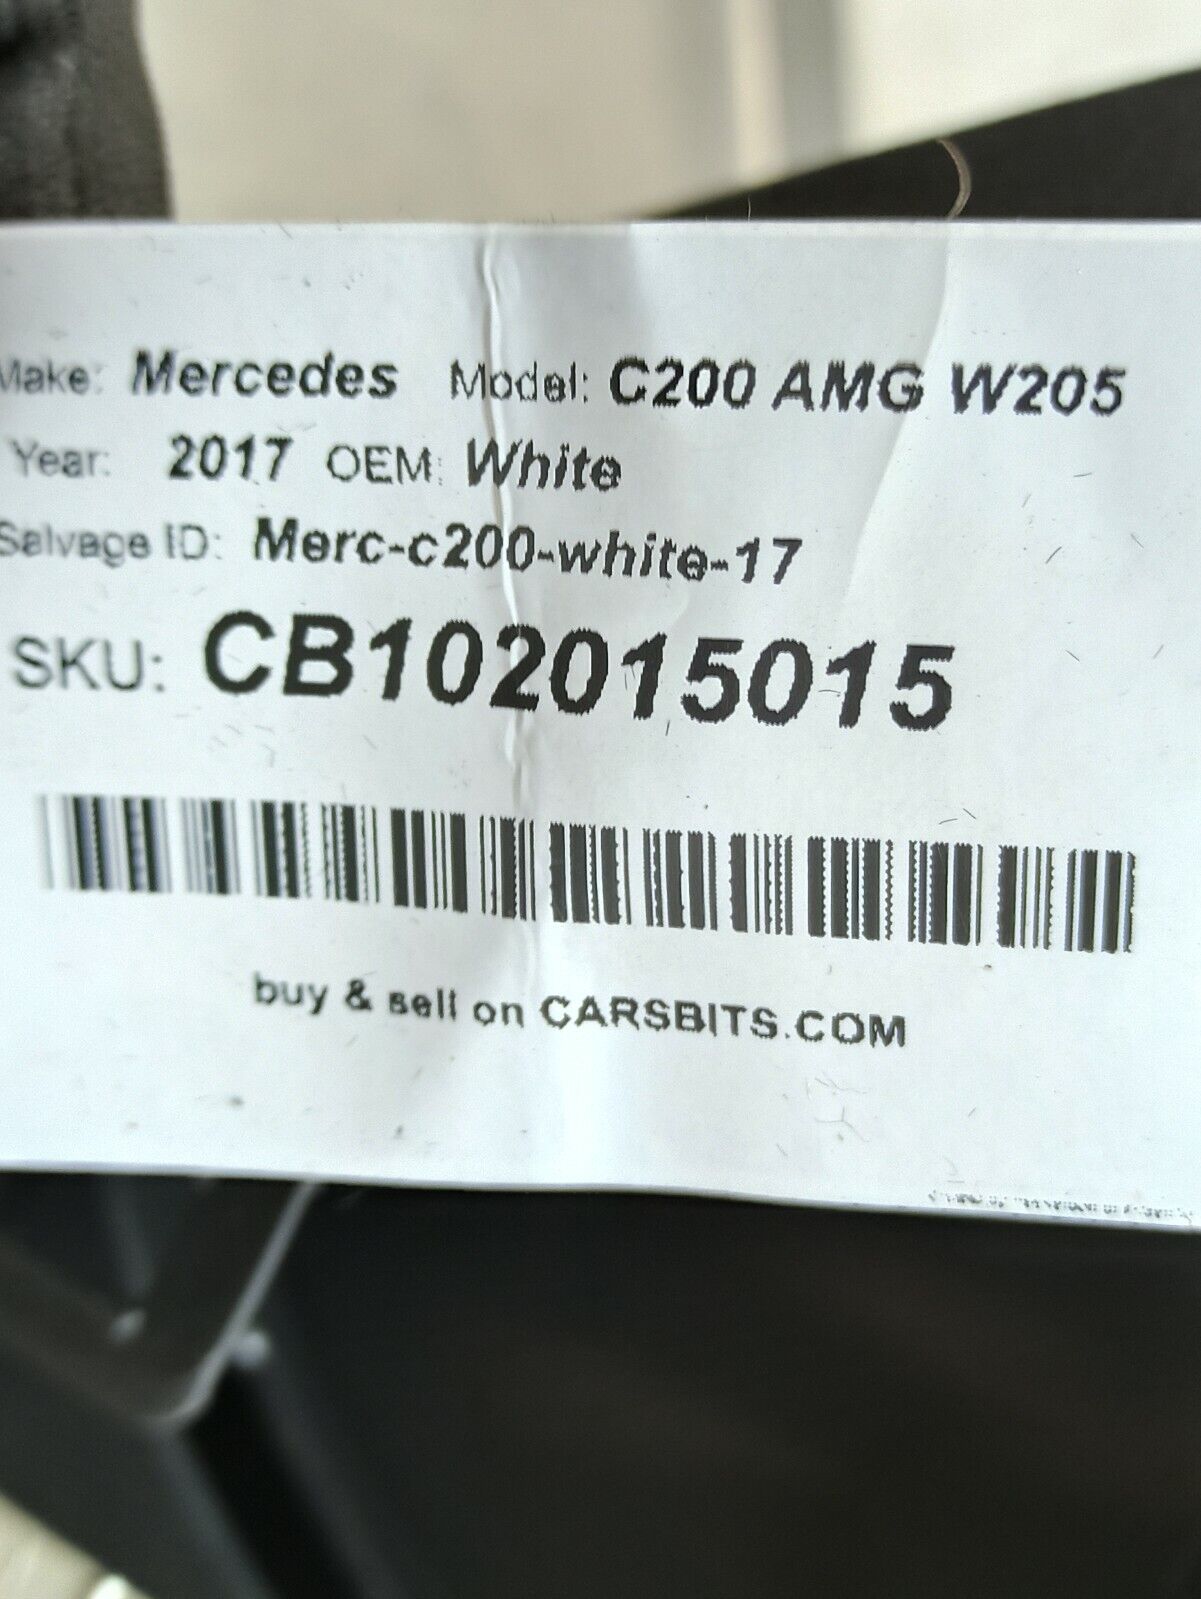 Make: Mercedes Model: C200 AMG W205
Year: 2017 OEM: White
Salvage ID: Merc-c200-white-17
SKU: CB102015015
buy & sell on CARSBITS.COM